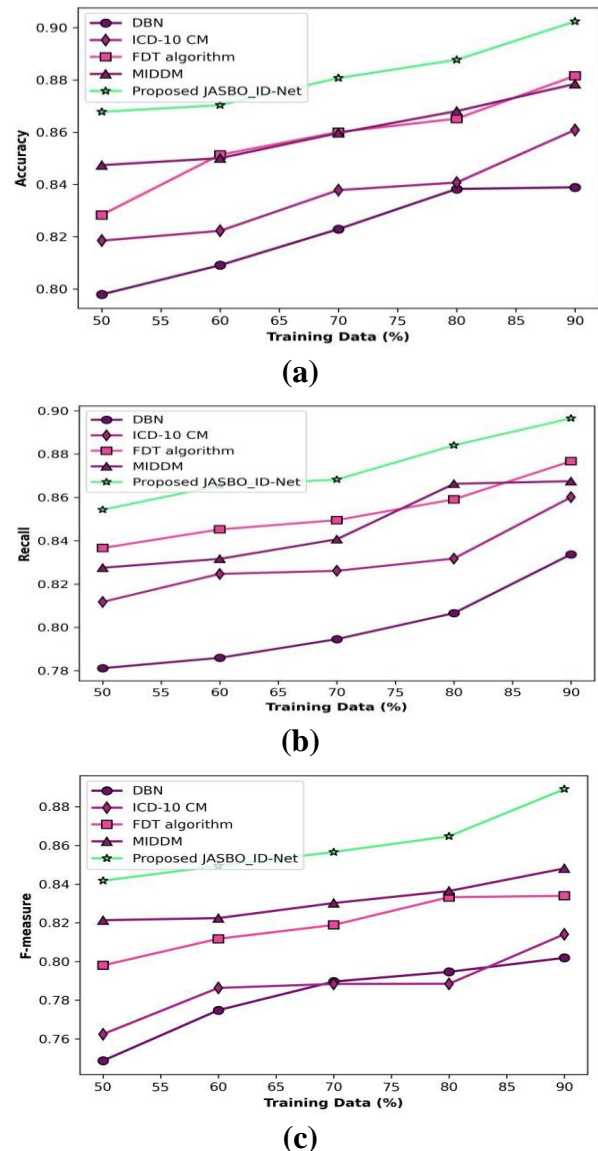 0.90
0.88
0.86
0.84
0.82
0.80
Accuracy
DBN
ICD-10 CM
FDT algorithm
MIDDM
Proposed JASBO_ID-Net
50 55 60 65 70 75 80 85 90
Training Data (%)
(a)
0.90
0.88
0.86
0.84
0.82
0.80
0.78
Recall
DBN
ICD-10 CM
FDT algorithm
MIDDM
Proposed JASBO_ID-Net
50 55 60 65 70 75 80 85 90
Training Data (%)
(b)
0.88
0.86
0.84
0.82
0.80
0.78
0.76
F-measure
DBN
ICD-10 CM
FDT algorithm
MIDDM
Proposed JASBO_ID-Net
50 55 60 65 70 75 80 85 90
Training Data (%)
(c)